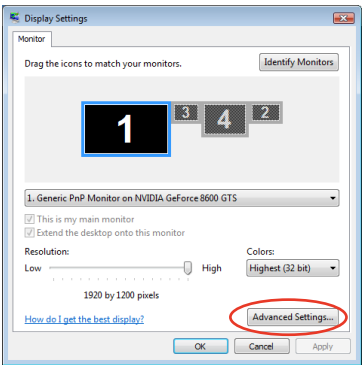 Display Settings
Monitor
Drag the icons to match your monitors.
Identify Monitors
1
3
4
2
1. Generic PnP Monitor on NVIDIA GeForce 8600 GTS
This is my main monitor
Extend the desktop onto this monitor
Resolution:
Colors:
Low
High
Highest (32 bit)
1920 by 1200 pixels
How do I get the best display?
Advanced Settings...
OK
Cancel
Apply